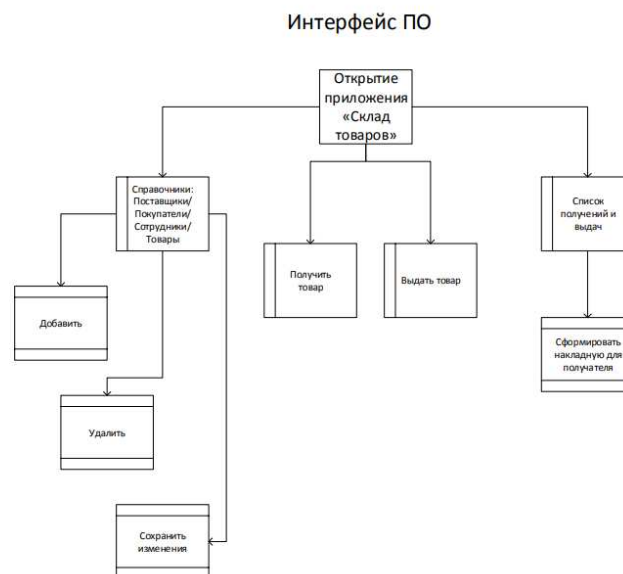 Интерфейс ПО
Открытие
приложения
«Склад
товаров»
Справочники:
Поставщики/
Покупатели/
Сотрудники/
Товары
Список
получений и
выдач
Получить
товар
Выдать товар
Добавить
Сформировать
накладную для
получателя
Удалить
Сохранить
изменения